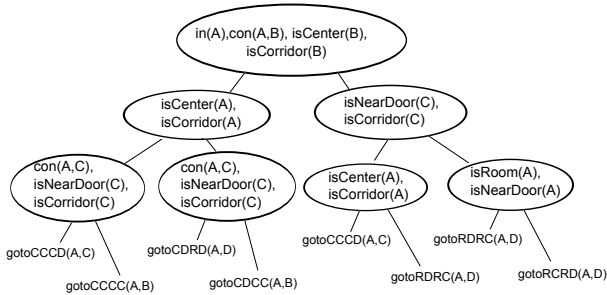 in(A),con(A,B), isCenter(B),
isCorridor(B)
isCenter(A),
isCorridor(A)
isNearDoor(C),
isCorridor(C)
con(A,C),
isNearDoor(C),
isCorridor(C)
con(A,C),
isNearDoor(C),
isCorridor(C)
isCenter(A),
isCorridor(A)
isRoom(A),
isNearDoor(A)
gotoCCCD(A,C)
gotoCCCC(A,B)
gotoCDRD(A,D)
gotoCDCC(A,B)
gotoCCCD(A,C)
gotoRDRC(A,D)
gotoRDRC(A,D)
gotoRCRD(A,D)